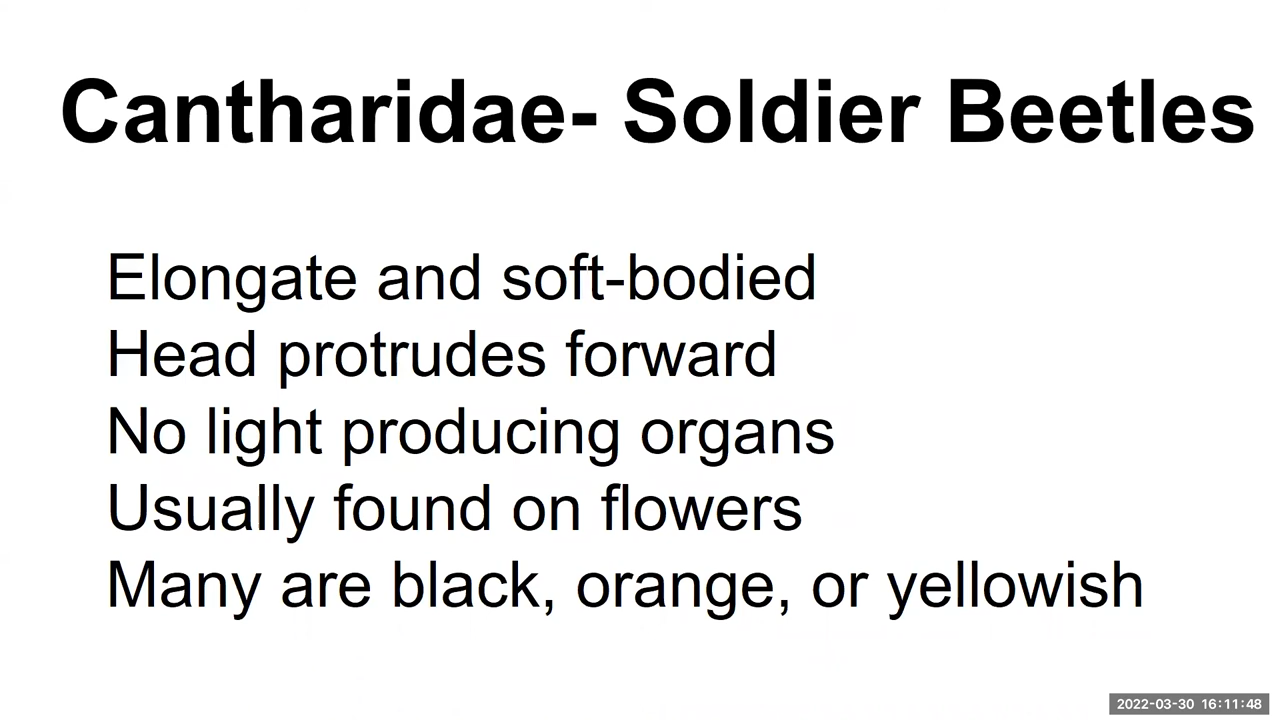 Cantharidae- Soldier Beetles
Elongate and soft-bodied
Head protrudes forward
No light producing organs
Usually found on flowers
Many are black, orange, or yellowish
2022-03-30 16:11:48